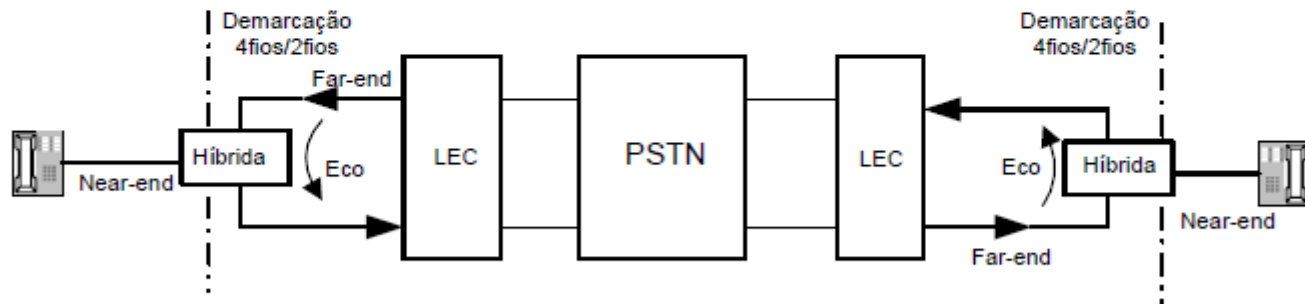 Demarcação
4fios/2fios
Far-end
Híbrida
Eco
Near-end
LEC
PSTN
LEC
Demarcação
4fios/2fios
Eco
Híbrida
Near-end
Far-end